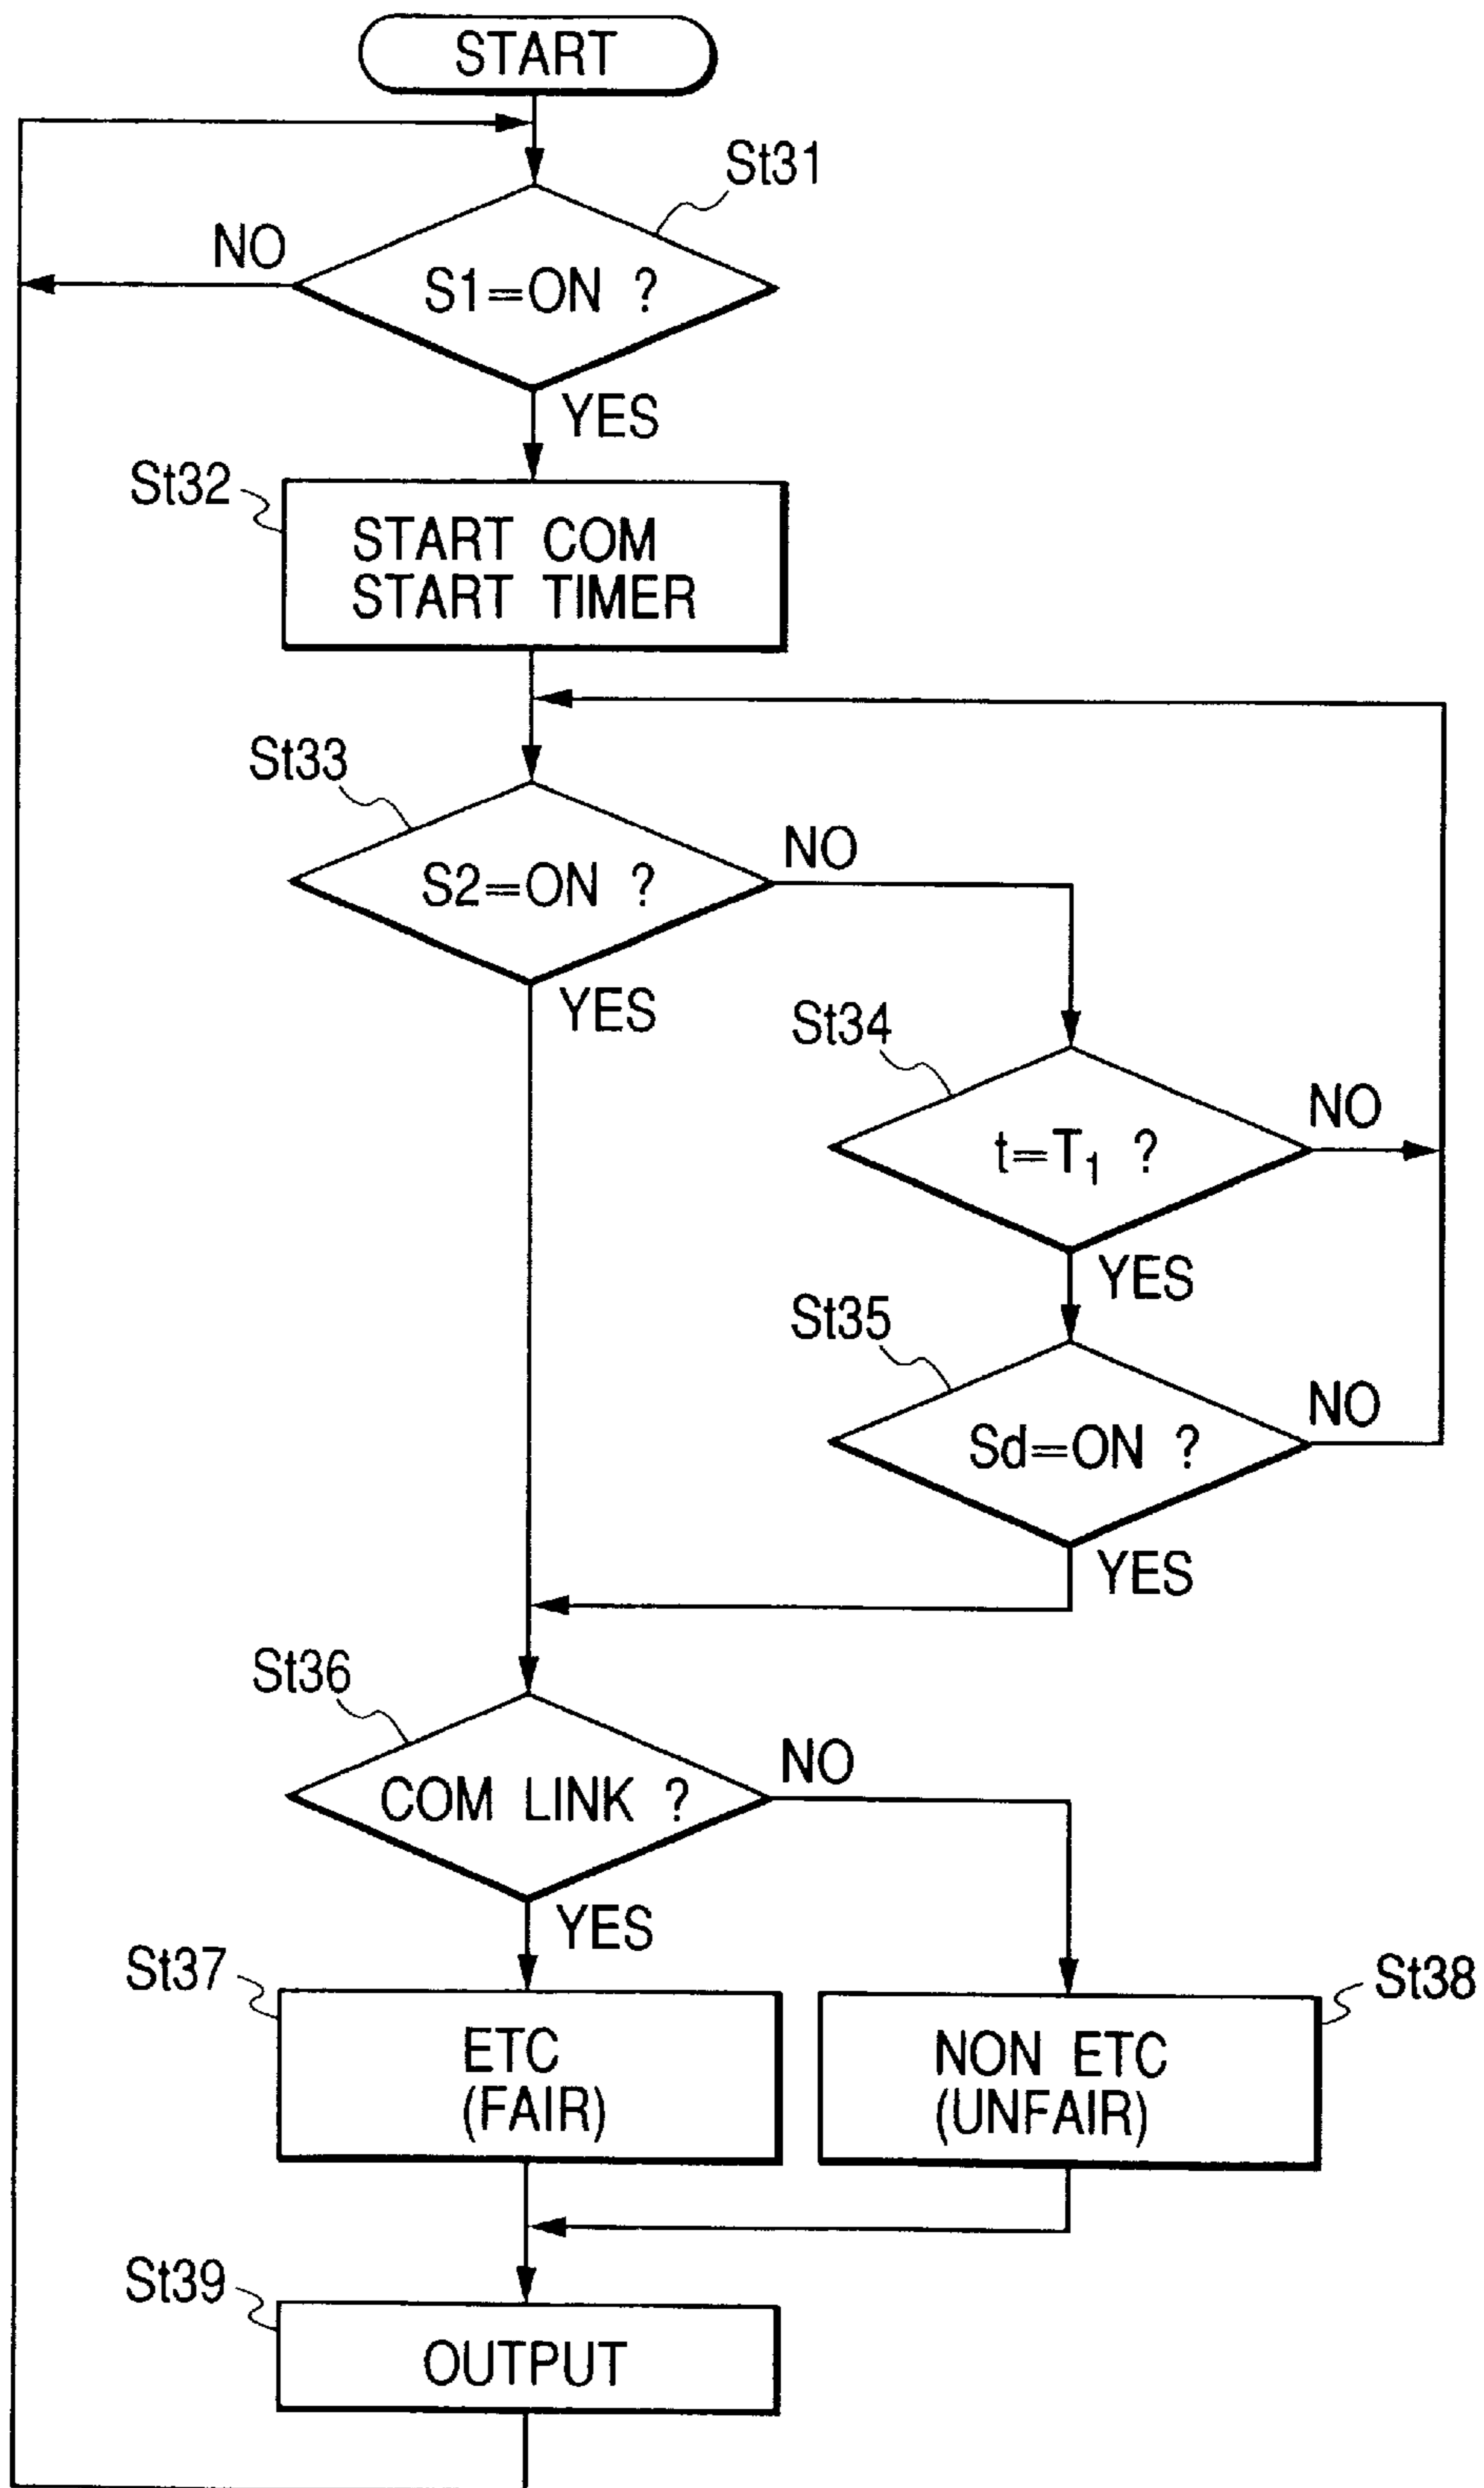 START
St31
NO
S1=ON ?
YES
St32
START COM
START TIMER
St33
NO
S2=ON ?
YES
St34
NO
t=T1 ?
YES
St35
NO
Sd=ON ?
YES
St36
NO
COM LINK ?
YES
St37
St38
ETC
(FAIR)
NON ETC
(UNFAIR)
St39
OUTPUT